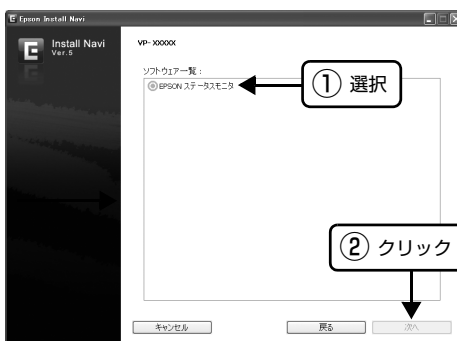 Epson Install Navi
Install Navi
Ver.5
VP-XXXXX
ソフトウェア一覧:
EPSON ステータスモニタ
① 選択
② クリック
キャンセル
戻る
次へ